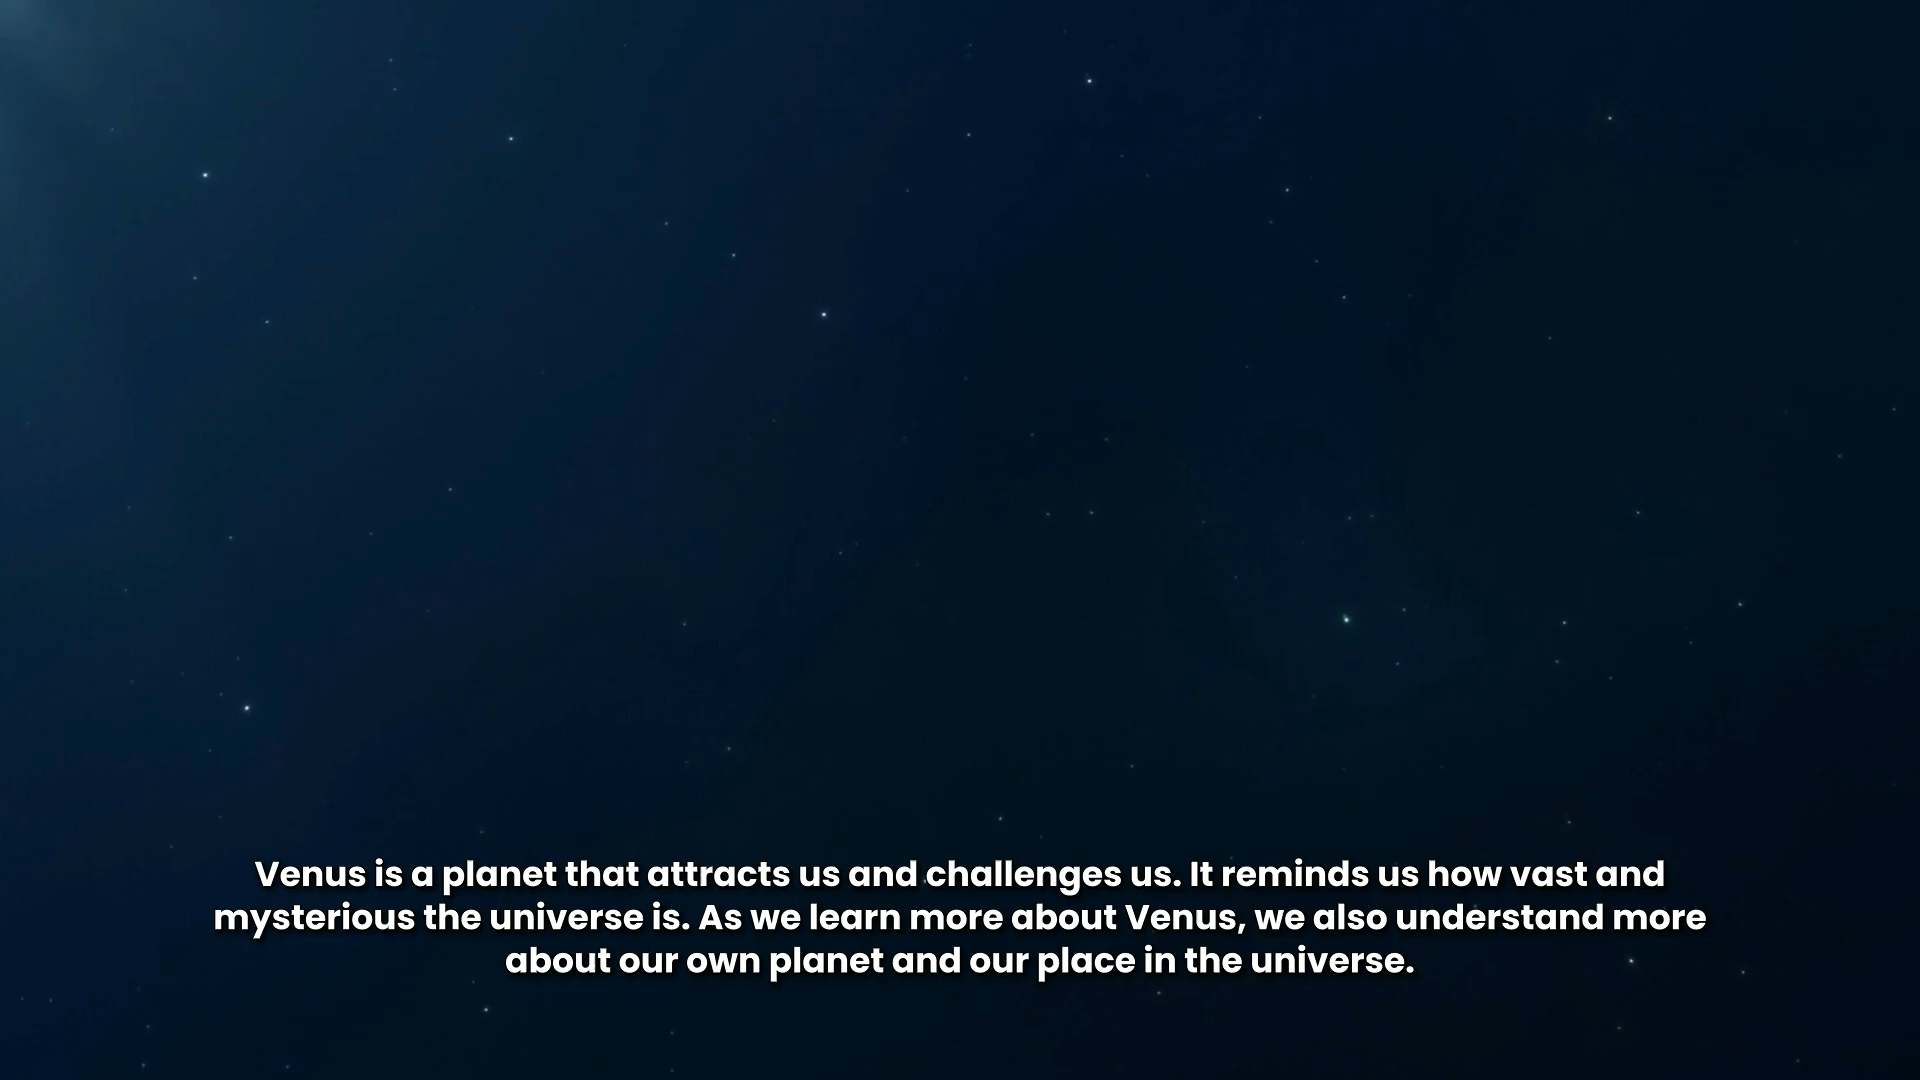 Venus is a planet that attracts us and challenges us. It reminds us how vast and
mysterious the universe is. As we learn more about Venus, we also understand more
about our own planet and our place in the universe.